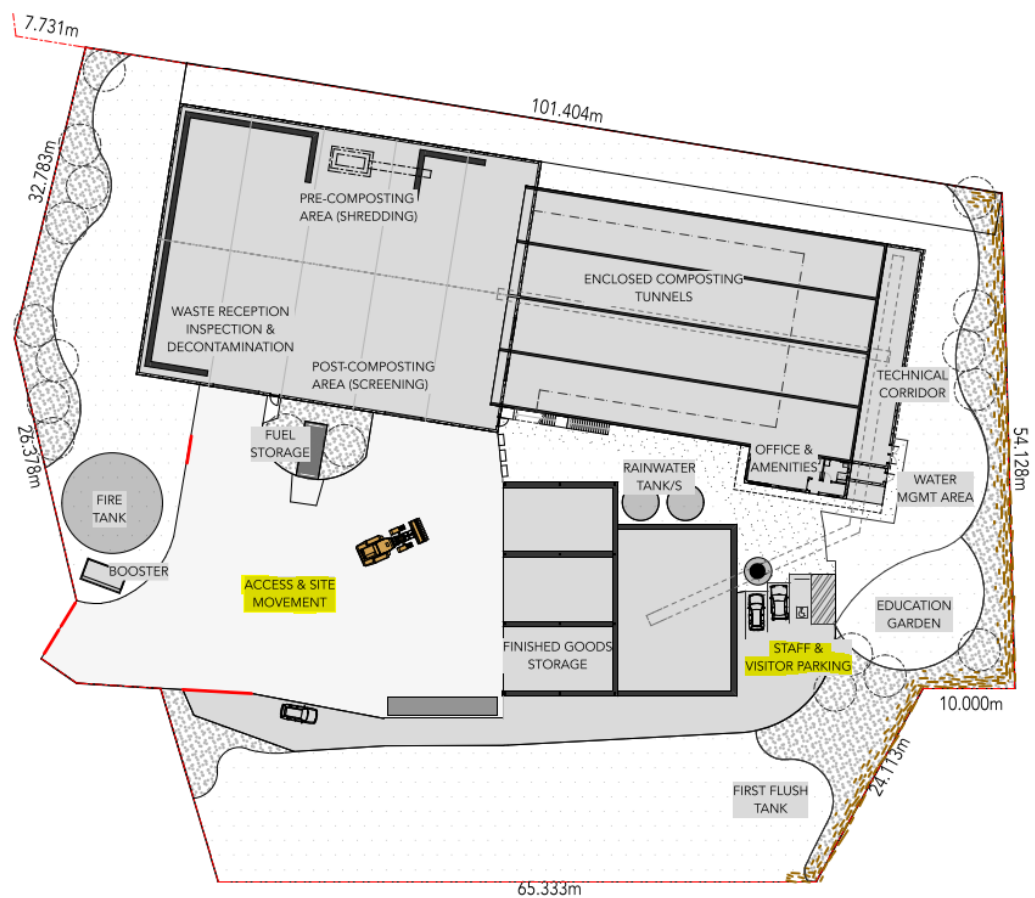 7.731m
101.404m
32.783m
PRE-COMPOSTING
AREA (SHREDDING)
ENCLOSED COMPOSTING
TUNNELS
WASTE RECEPTION
INSPECTION &
DECONTAMINATION
POST-COMPOSTING
AREA (SCREENING)
TECHNICAL
CORRIDOR
26.378m
54.128m
FUEL
STORAGE
OFFICE &
AMENITIES
RAINWATER
TANK/S
WATER
MGMT AREA
FIRE
TANK
BOOSTER
ACCESS & SITE
MOVEMENT
EDUCATION
GARDEN
FINISHED GOODS
STORAGE
STAFF &
VISITOR PARKING
10.000m
24.113m
FIRST FLUSH
TANK
65.333m